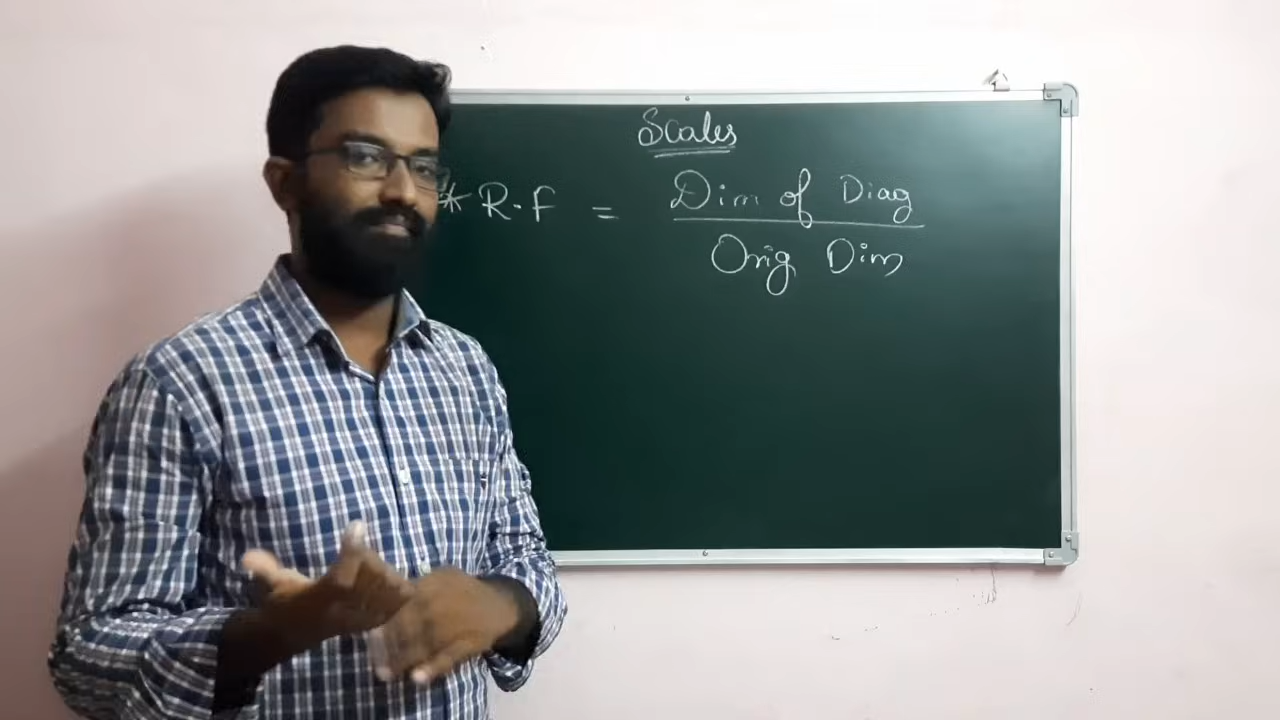 Scales
* R.F = Dim of Diag
Orig Dim